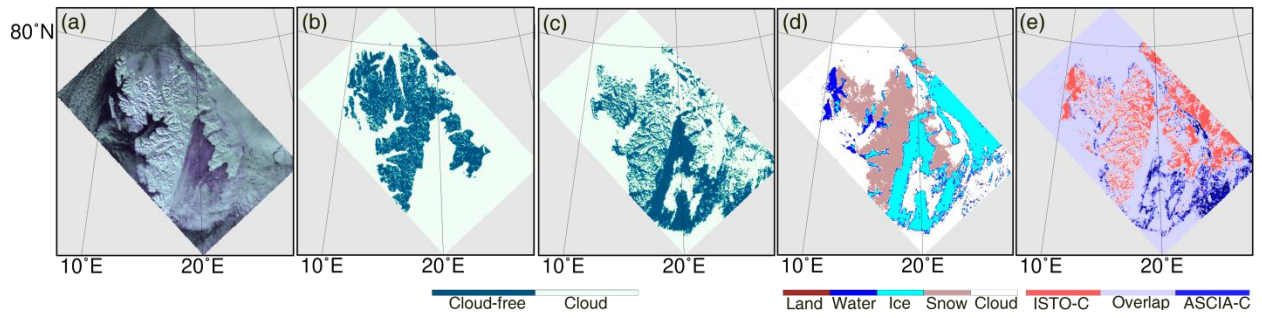 (a) (b) (c) (d) (e)
80°N
10°E 20°E 10°E 20°E 10°E 20°E 10°E 20°E 10°E 20°E
Cloud-free Cloud Land Water Ice Snow Cloud ISTO-C Overlap ASCIA-C